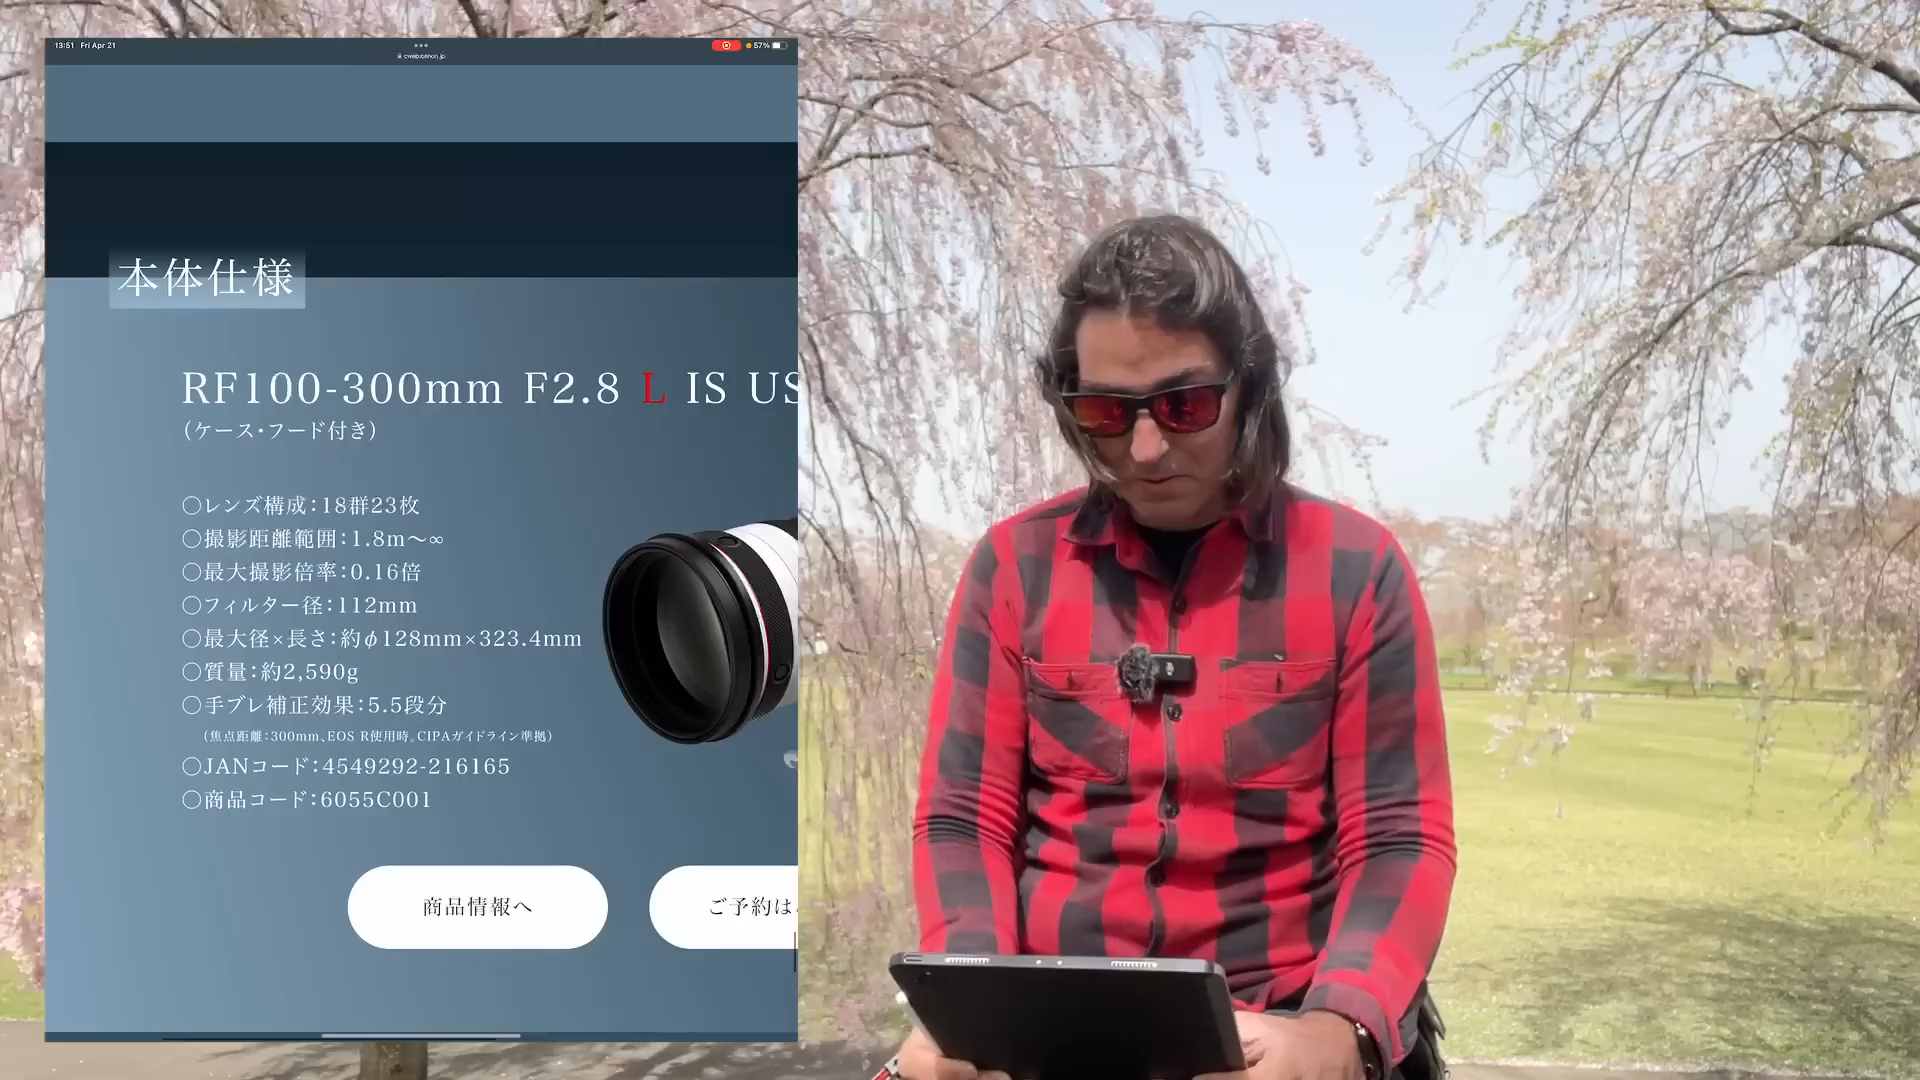 13:51 Fri Apr 21
57%
本体仕様
RF100-300mm F2.8 L IS US
（ケース・フード付き）
○レンズ構成：18群23枚
○撮影距離範囲：1.8m〜∞
○最大撮影倍率：0.16倍
○フィルター径：112mm
○最大径×長さ：約φ128mm×323.4mm
○質量：約2,590g
○手ブレ補正効果：5.5段分
（焦点距離：300mm、EOS R使用時。CIPAガイドライン準拠）
○JANコード：4549292-216165
○商品コード：6055C001
商品情報へ
ご予約は